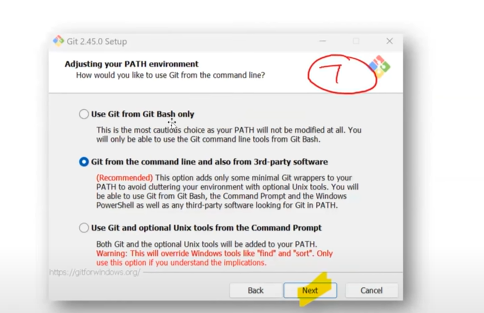 Git 2.45.0 Setup
Adjusting your PATH environment
How would you like to use Git from the command line?
7
Use Git from Git Bash only
This is the most cautious choice as your PATH will not be modified at all. You
will only be able to use the Git command line tools from Git Bash.
Git from the command line and also from 3rd-party software
(Recommended) This option adds only some minimal Git wrappers to your
PATH to avoid cluttering your environment with optional Unix tools. You will
be able to use Git from Git Bash, the Command Prompt and the Windows
PowerShell as well as any third-party software looking for Git in PATH.
Use Git and optional Unix tools from the Command Prompt
Both Git and the optional Unix tools will be added to your PATH.
Warning: This will override Windows tools like "find" and "sort". Only
use this option if you understand the implications.
https://gitforwindows.org/
Back Next Cancel